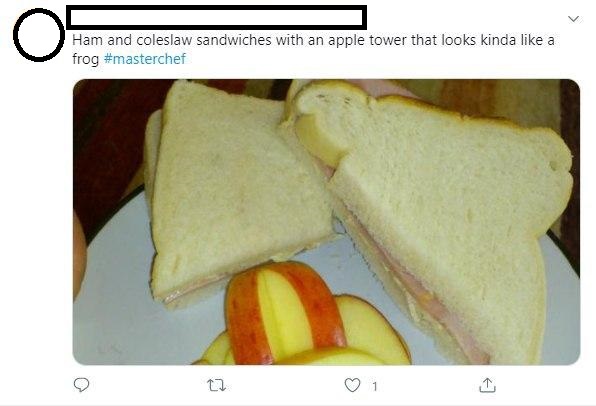 Ham and coleslaw sandwiches with an apple tower that looks kinda like a
frog #masterchef
1